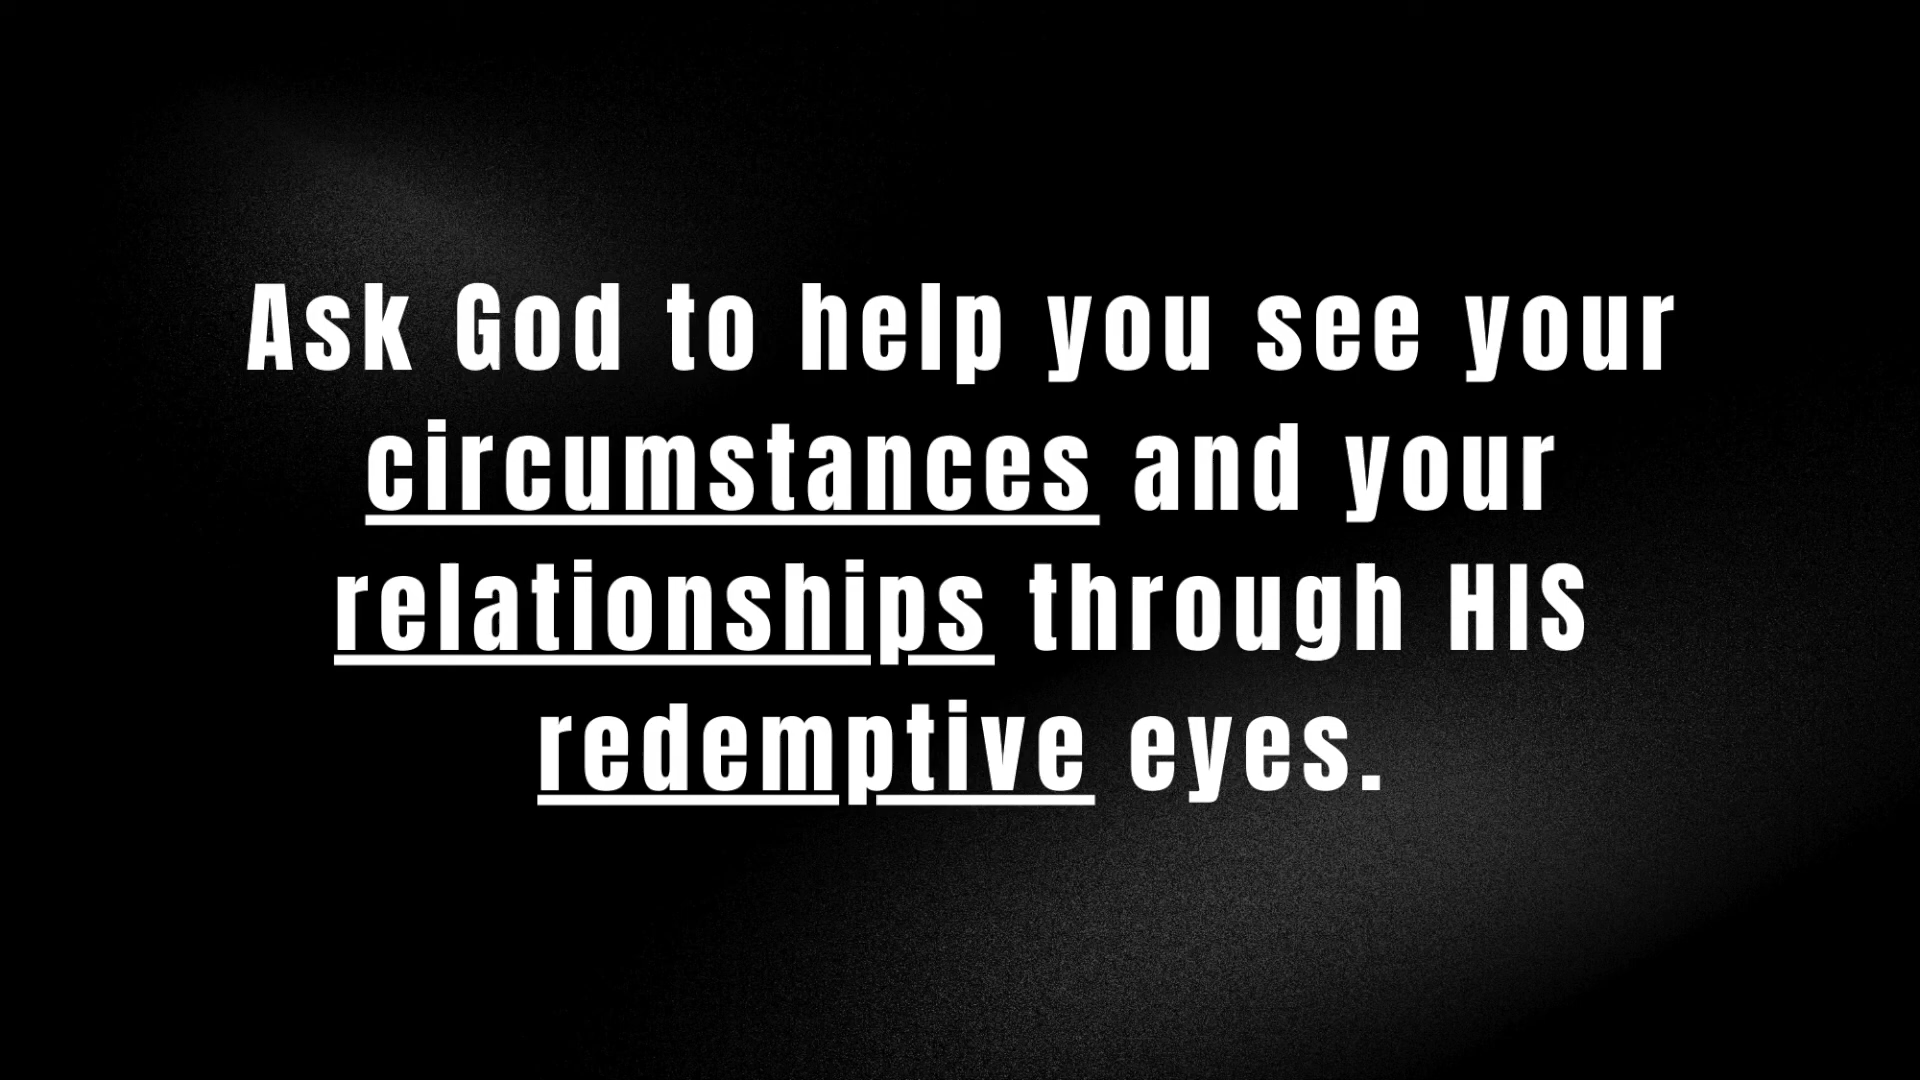 Ask God to help you see your
circumstances and your
relationships through HIS
redemptive eyes.